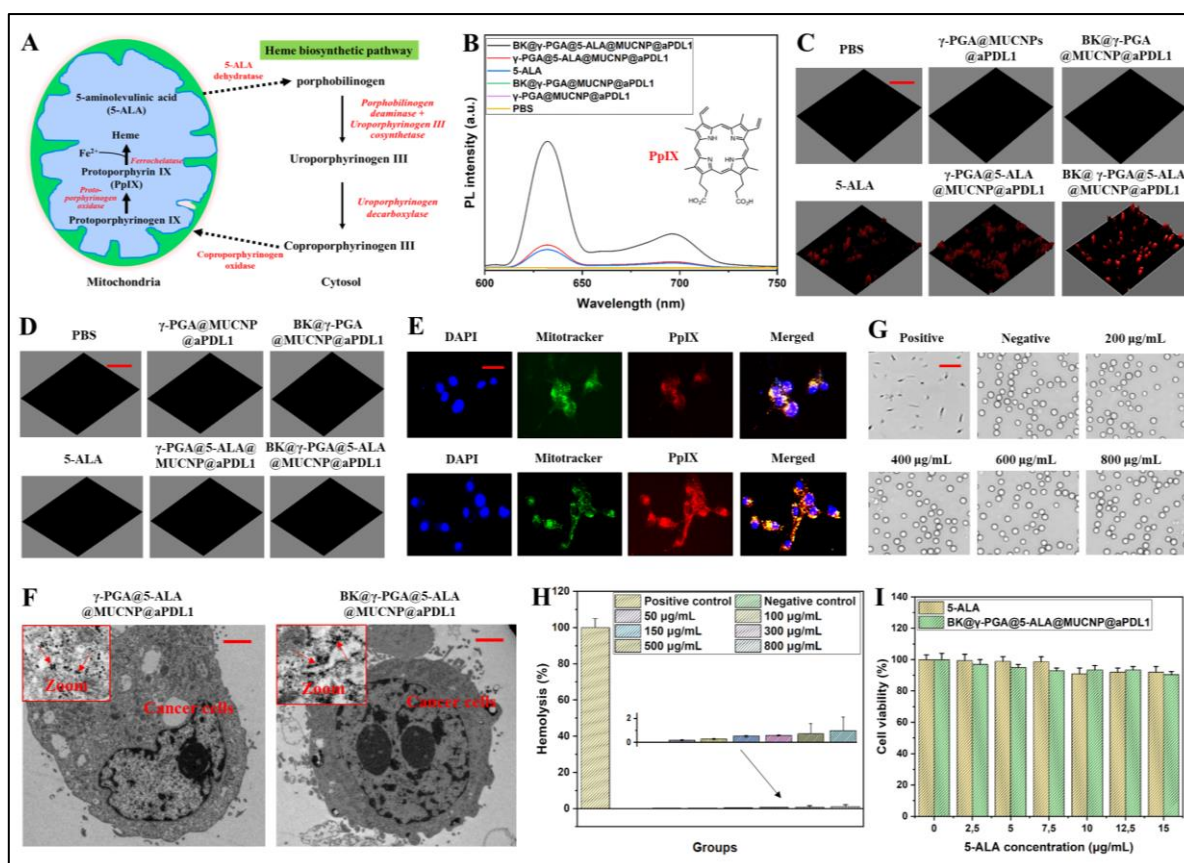 A
Heme biosynthetic pathway
5-ALA
dehydratase
porphobilinogen
5-aminolevulinic acid
(5-ALA)
Porphobilinogen
deaminase +
Uroporphyrinogen III
cosynthetase
Heme
Fe²⁺
Ferrochelatase
Protoporphyrin IX
(PpIX)
Uroporphyrinogen III
Proto-
porphyrinogen
oxidase
Uroporphyrinogen
decarboxylase
Protoporphyrinogen IX
Coproporphyrinogen III
Coproporphyrinogen
oxidase
Mitochondria
Cytosol
B
BK@γ-PGA@5-ALA@MUCNP@aPDL1
γ-PGA@5-ALA@MUCNP@aPDL1
5-ALA
BK@γ-PGA@MUCNP@aPDL1
γ-PGA@MUCNP@aPDL1
PBS
PL intensity (a.u.)
PpIX
NH
N
N
HN
HO₂C
CO₂H
600
650
700
750
Wavelength (nm)
C
PBS
γ-PGA@MUCNPs
@aPDL1
BK@γ-PGA
@MUCNP@aPDL1
5-ALA
γ-PGA@5-ALA
@MUCNP@aPDL1
BK@ γ-PGA@5-ALA
@MUCNP@aPDL1
D
PBS
γ-PGA@MUCNP
@aPDL1
BK@γ-PGA
@MUCNP@aPDL1
5-ALA
γ-PGA@5-ALA@
MUCNP@aPDL1
BK@γ-PGA@5-ALA
@MUCNP@aPDL1
E
DAPI
Mitotracker
PpIX
Merged
DAPI
Mitotracker
PpIX
Merged
G
Positive
Negative
200 μg/mL
400 μg/mL
600 μg/mL
800 μg/mL
F
γ-PGA@5-ALA
@MUCNP@aPDL1
BK@γ-PGA@5-ALA
@MUCNP@aPDL1
Zoom
Cancer cells
Zoom
Cancer cells
H
Hemolysis (%)
120
100
80
60
40
20
0
Positive control
Negative control
50 μg/mL
100 μg/mL
150 μg/mL
300 μg/mL
500 μg/mL
800 μg/mL
2
0
Groups
I
Cell viability (%)
140
120
100
80
60
40
20
0
5-ALA
BK@γ-PGA@5-ALA@MUCNP@aPDL1
0
2,5
5
7,5
10
12,5
15
5-ALA concentration (μg/mL)